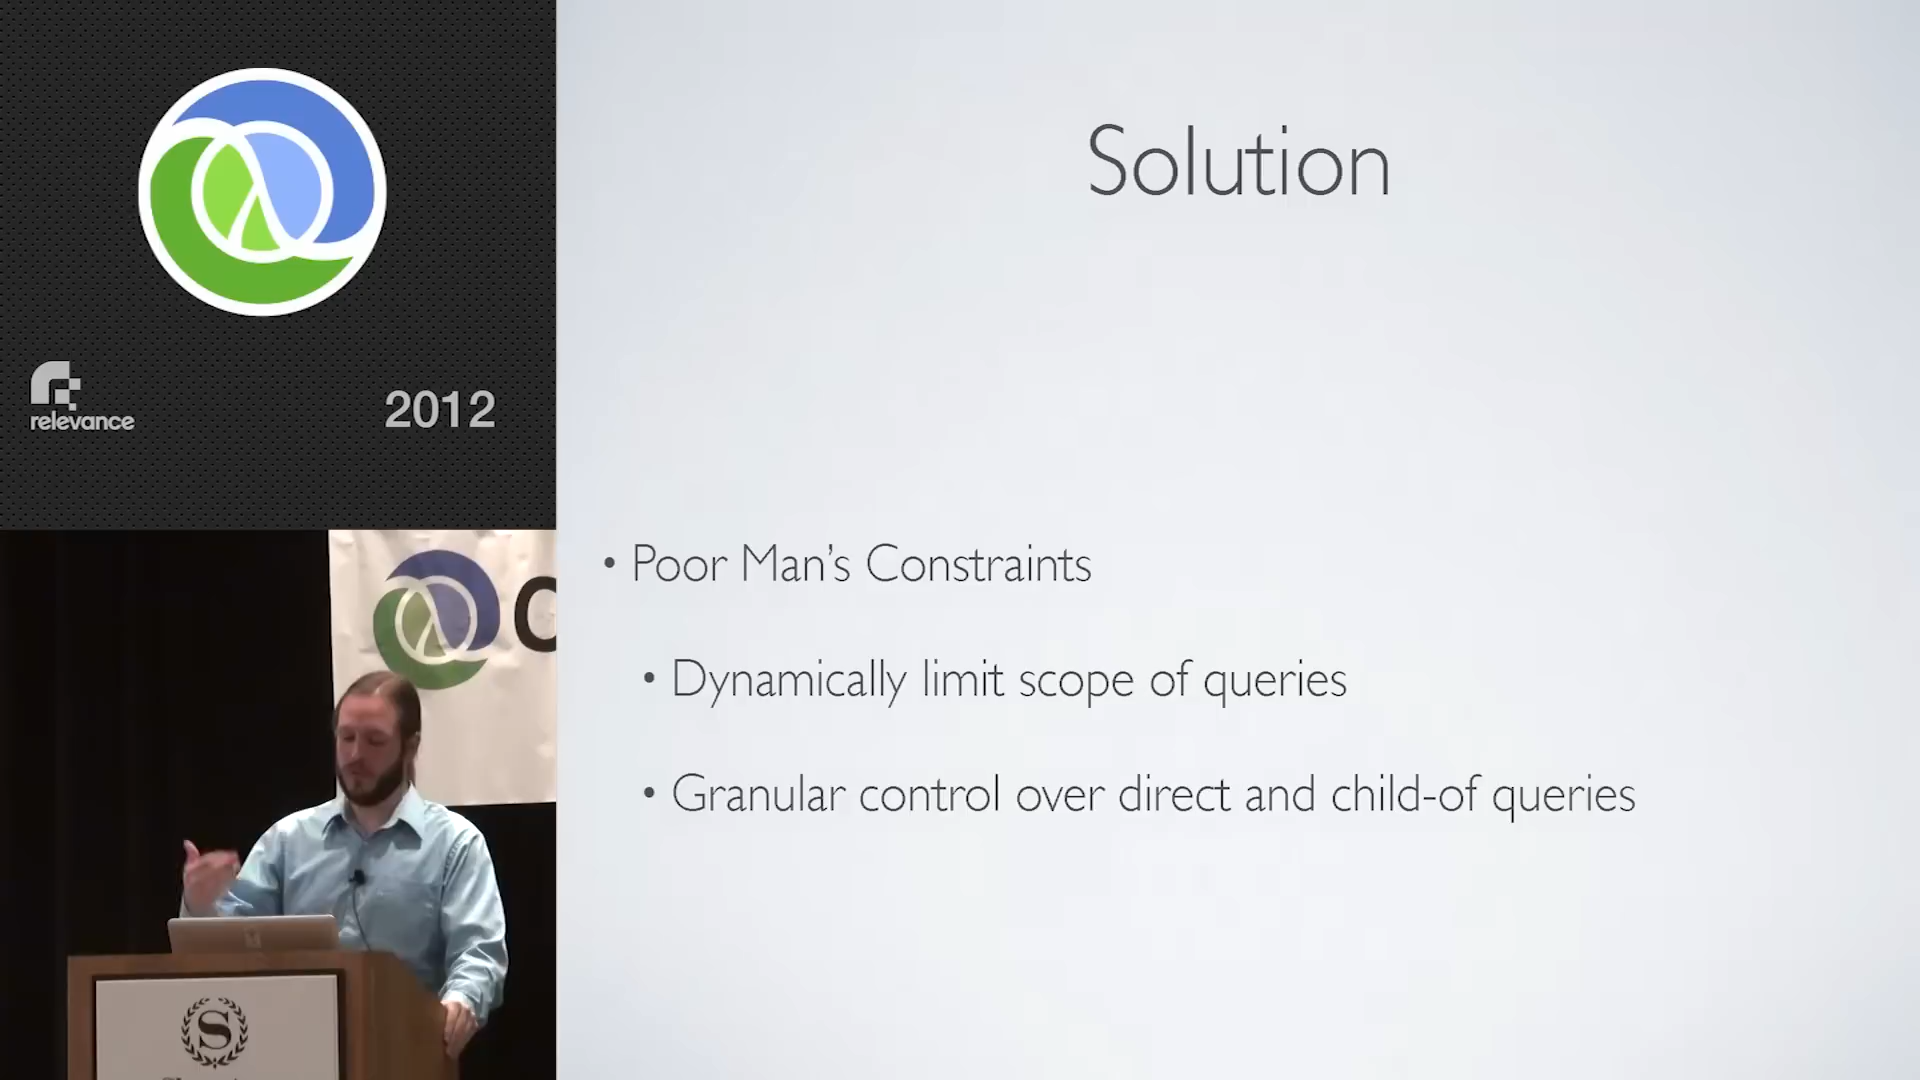 Solution
relevance
2012
• Poor Man's Constraints
• Dynamically limit scope of queries
• Granular control over direct and child-of queries
C
S